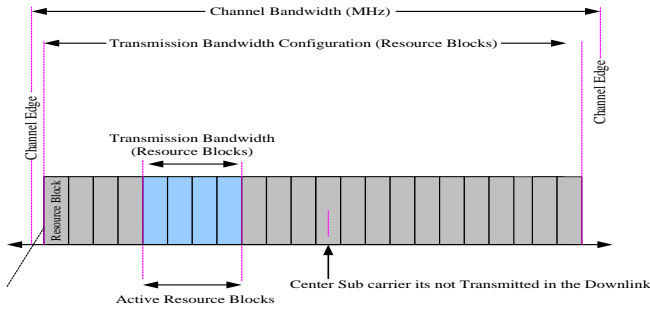 Channel Bandwidth (MHz)
Transmission Bandwidth Configuration (Resource Blocks)
Channel Edge
Channel Edge
Transmission Bandwidth
(Resource Blocks)
Resource Block
Center Sub carrier its not Transmitted in the Downlink
Active Resource Blocks